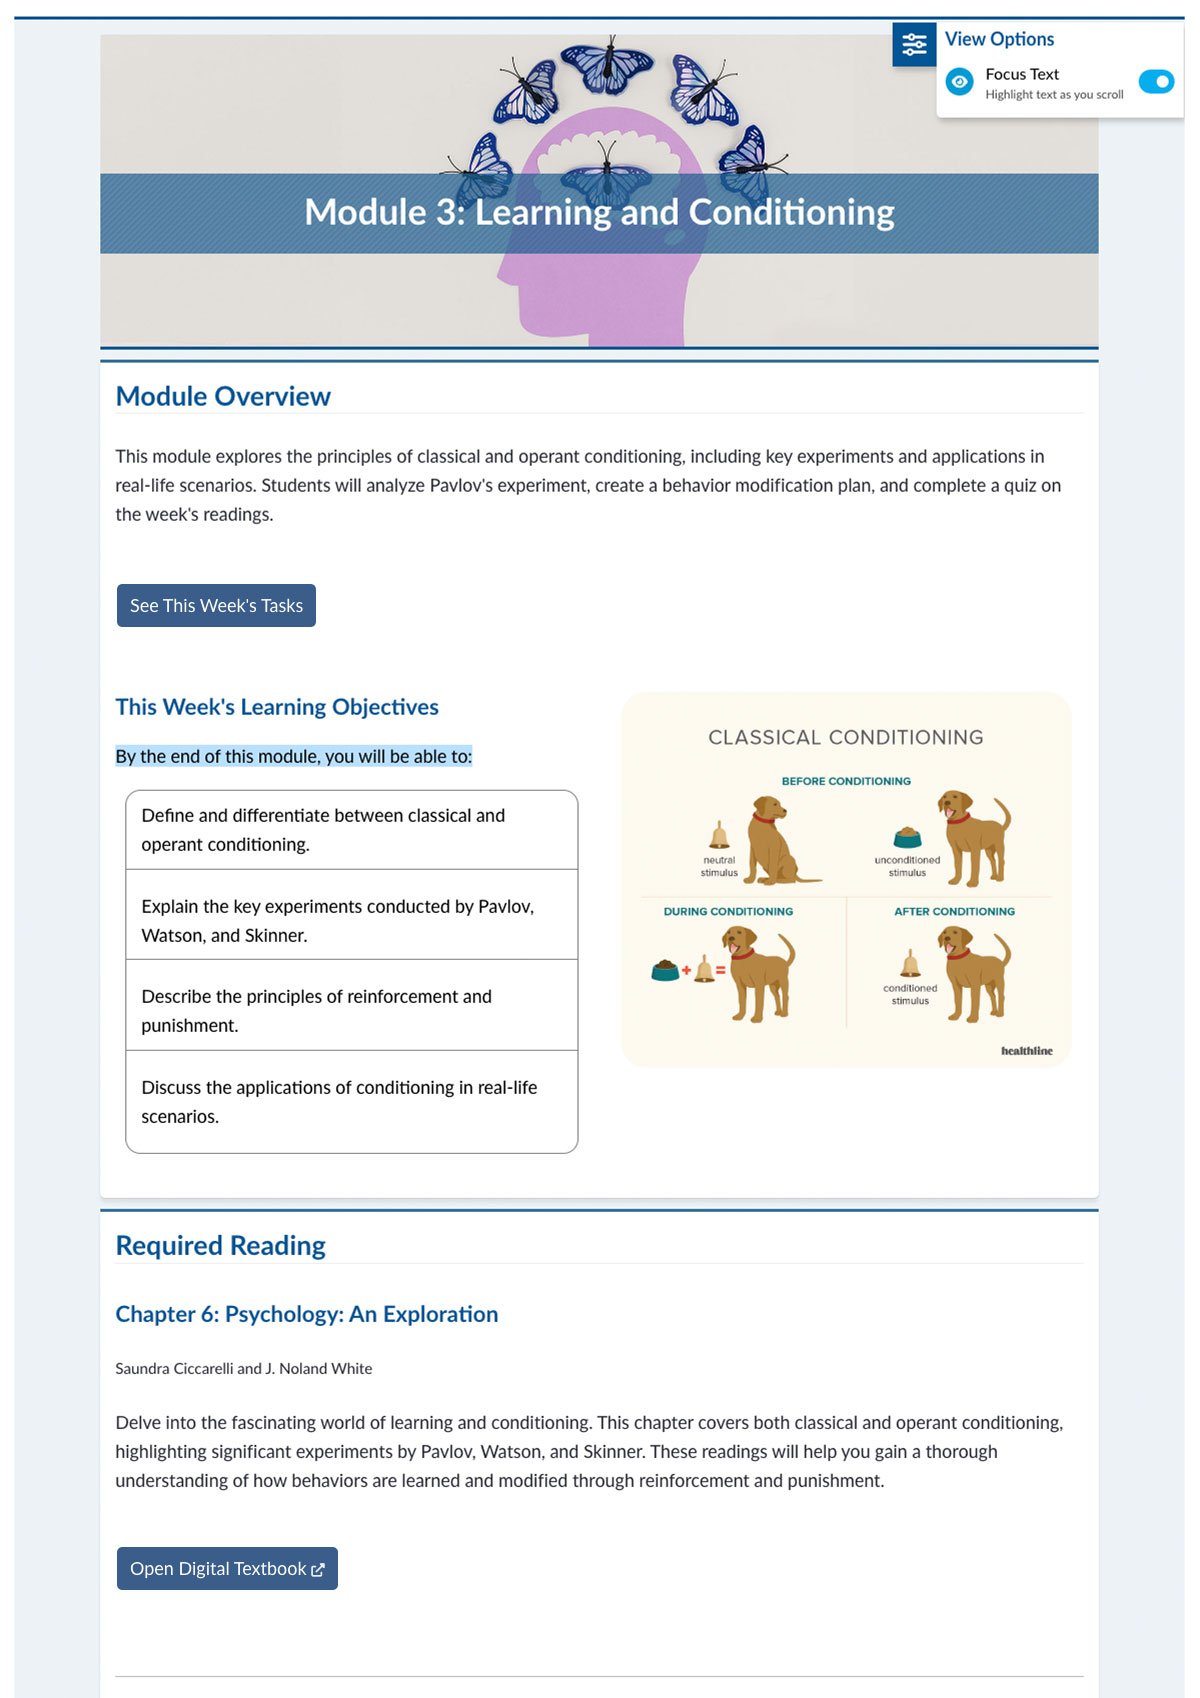 View Options
Focus Text
Highlight text as you scroll
Module 3: Learning and Conditioning
Module Overview
This module explores the principles of classical and operant conditioning, including key experiments and applications in
real-life scenarios. Students will analyze Pavlov's experiment, create a behavior modification plan, and complete a quiz on
the week's readings.
See This Week's Tasks
This Week's Learning Objectives
By the end of this module, you will be able to:
Define and differentiate between classical and
operant conditioning.
Explain the key experiments conducted by Pavlov,
Watson, and Skinner.
Describe the principles of reinforcement and
punishment.
Discuss the applications of conditioning in real-life
scenarios.
CLASSICAL CONDITIONING
BEFORE CONDITIONING
neutral
stimulus
unconditioned
stimulus
DURING CONDITIONING
+ =
AFTER CONDITIONING
conditioned
stimulus
healthline
Required Reading
Chapter 6: Psychology: An Exploration
Saundra Ciccarelli and J. Noland White
Delve into the fascinating world of learning and conditioning. This chapter covers both classical and operant conditioning,
highlighting significant experiments by Pavlov, Watson, and Skinner. These readings will help you gain a thorough
understanding of how behaviors are learned and modified through reinforcement and punishment.
Open Digital Textbook